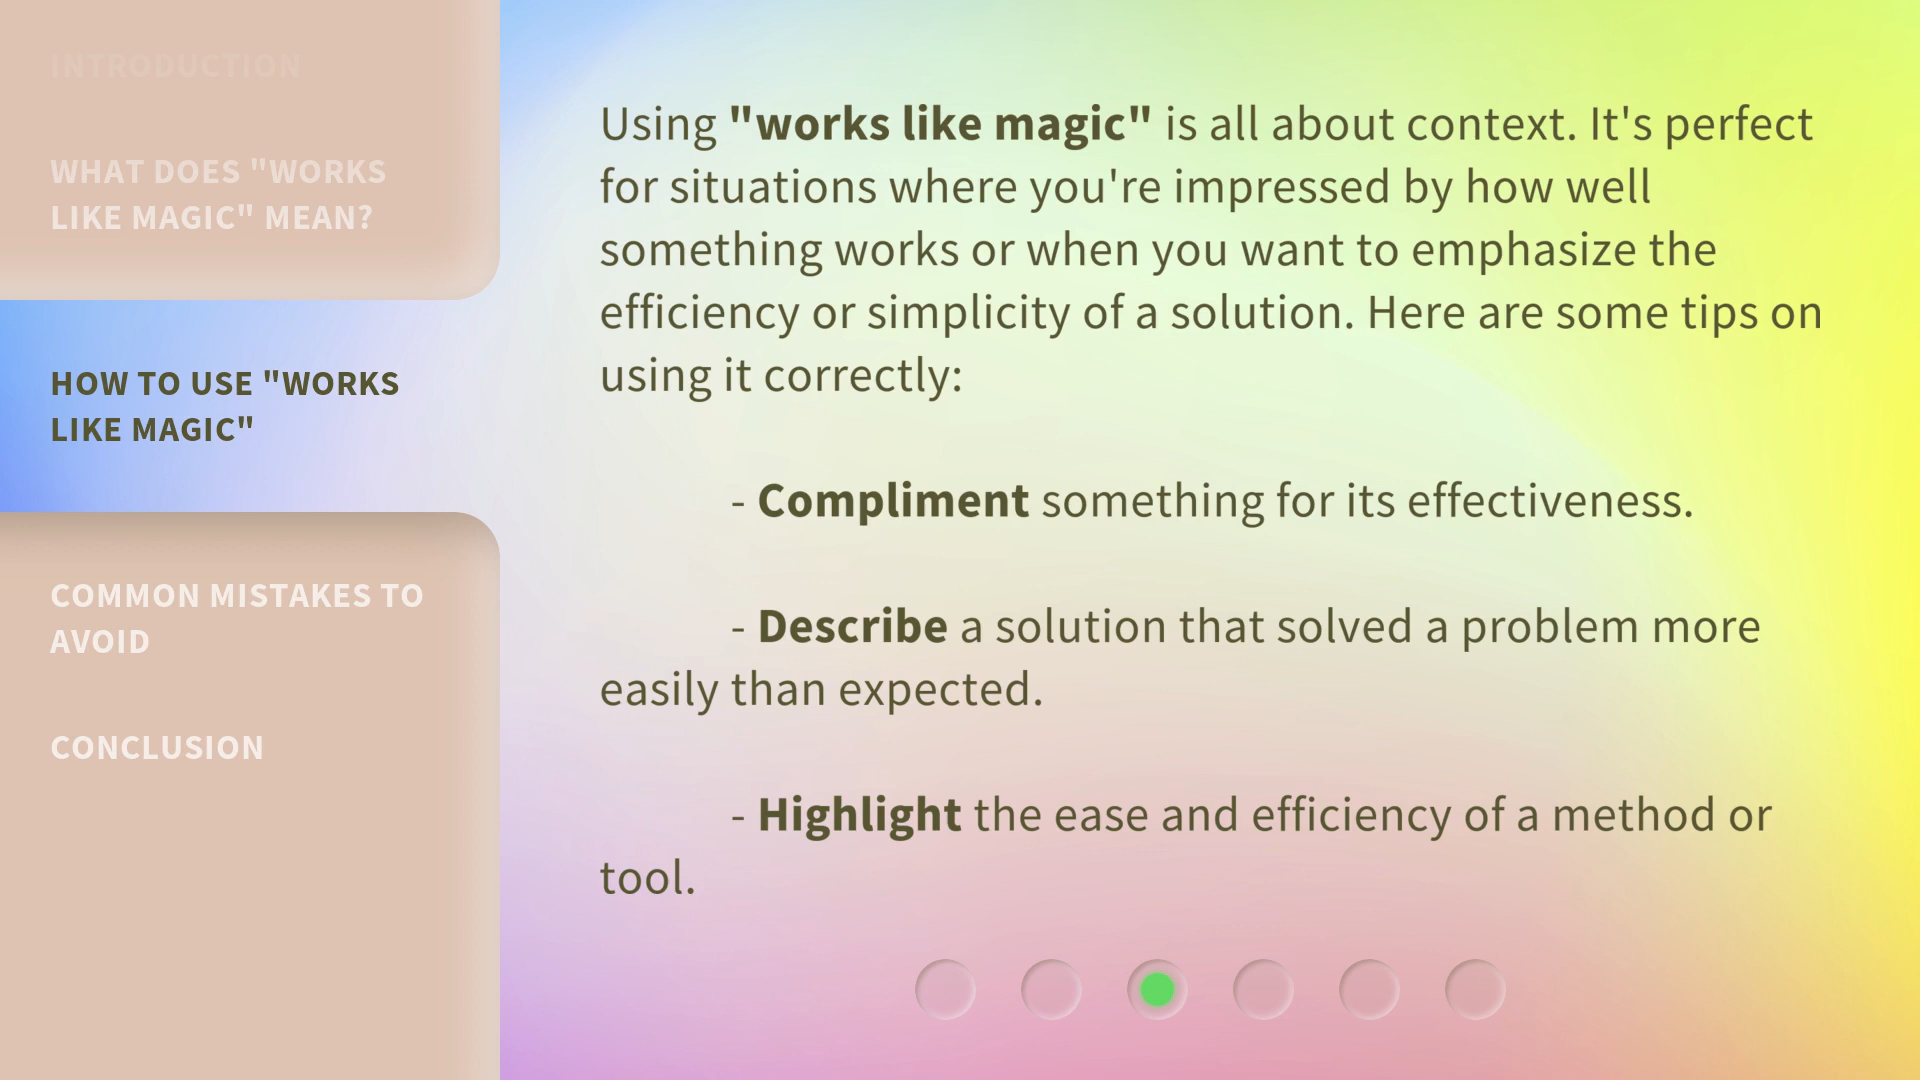 INTRODUCTION
WHAT DOES "WORKS
LIKE MAGIC" MEAN?
HOW TO USE "WORKS
LIKE MAGIC"
COMMON MISTAKES TO
AVOID
CONCLUSION
Using "works like magic" is all about context. It's perfect
for situations where you're impressed by how well
something works or when you want to emphasize the
efficiency or simplicity of a solution. Here are some tips on
using it correctly:
- Compliment something for its effectiveness.
- Describe a solution that solved a problem more
easily than expected.
- Highlight the ease and efficiency of a method or
tool.